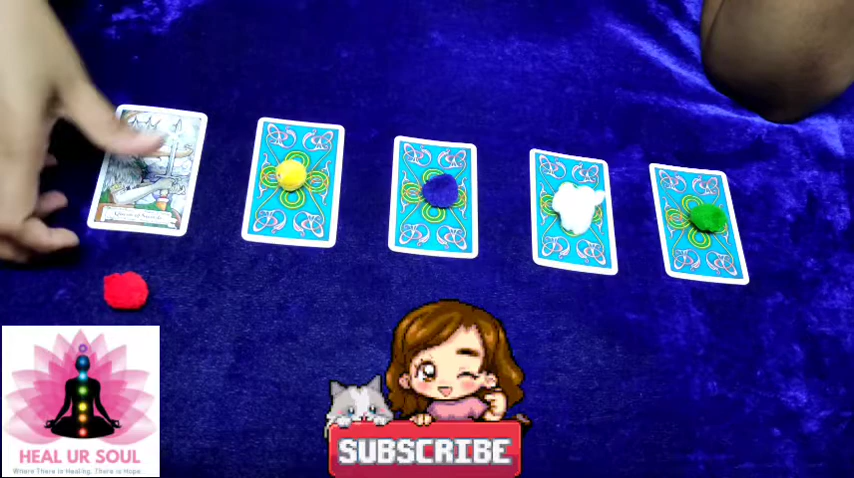 Queen of Swords
HEAL UR SOUL
Where There is Healing, There is Hope
SUBSCRIBE